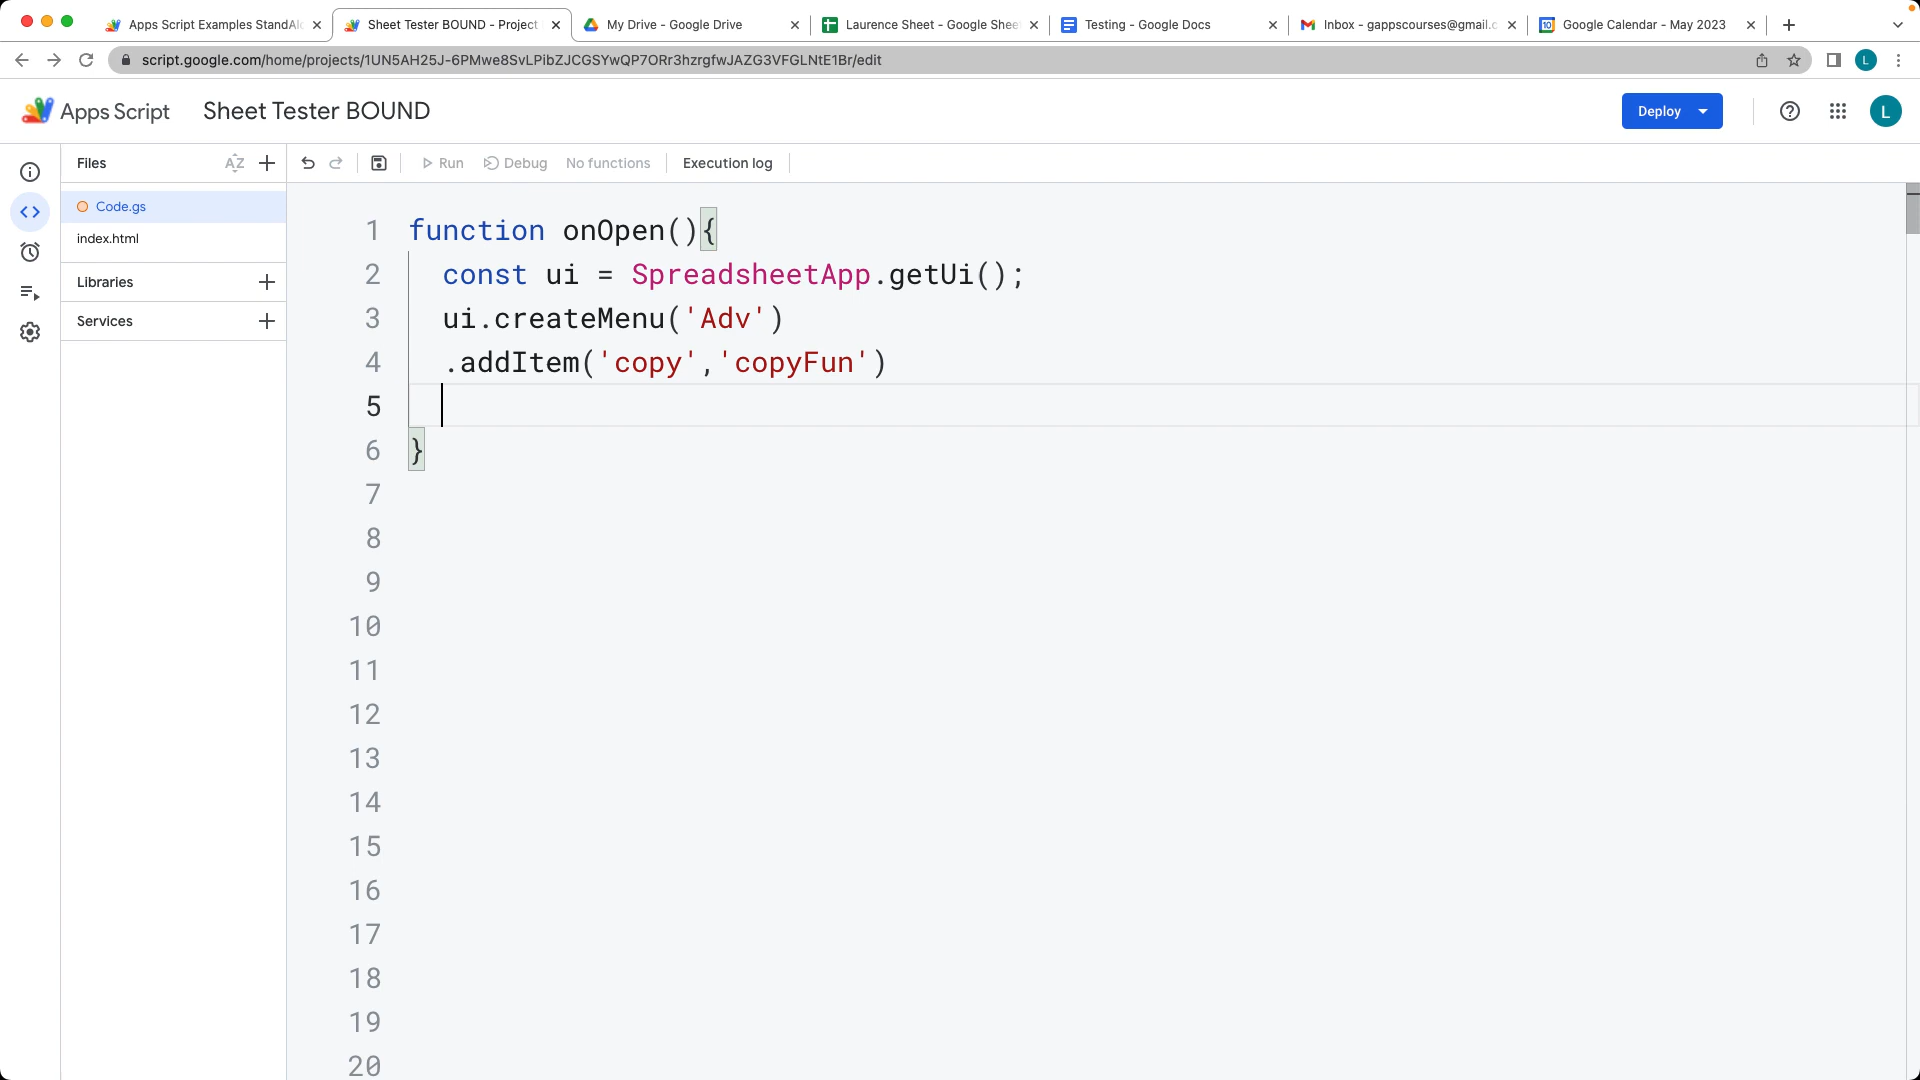 Apps Script Examples StandAlo
Sheet Tester BOUND - Project
My Drive - Google Drive
Laurence Sheet - Google Shee
Testing - Google Docs
Inbox - gappscourses@gmail.c
Google Calendar - May 2023
script.google.com/home/projects/1UN5AH25J-6PMwe8SvLPibZJCGSYwQP7ORr3hzrgfwJAZG3VFGLNtE1Br/edit
L
Apps Script
Sheet Tester BOUND
Deploy
L
Files
AZ
Run
Debug
No functions
Execution log
Code.gs
index.html
Libraries
Services
1 function onOpen(){
2 const ui = SpreadsheetApp.getUi();
3 ui.createMenu('Adv')
4 .addItem('copy','copyFun')
5
6 }
7
8
9
10
11
12
13
14
15
16
17
18
19
20